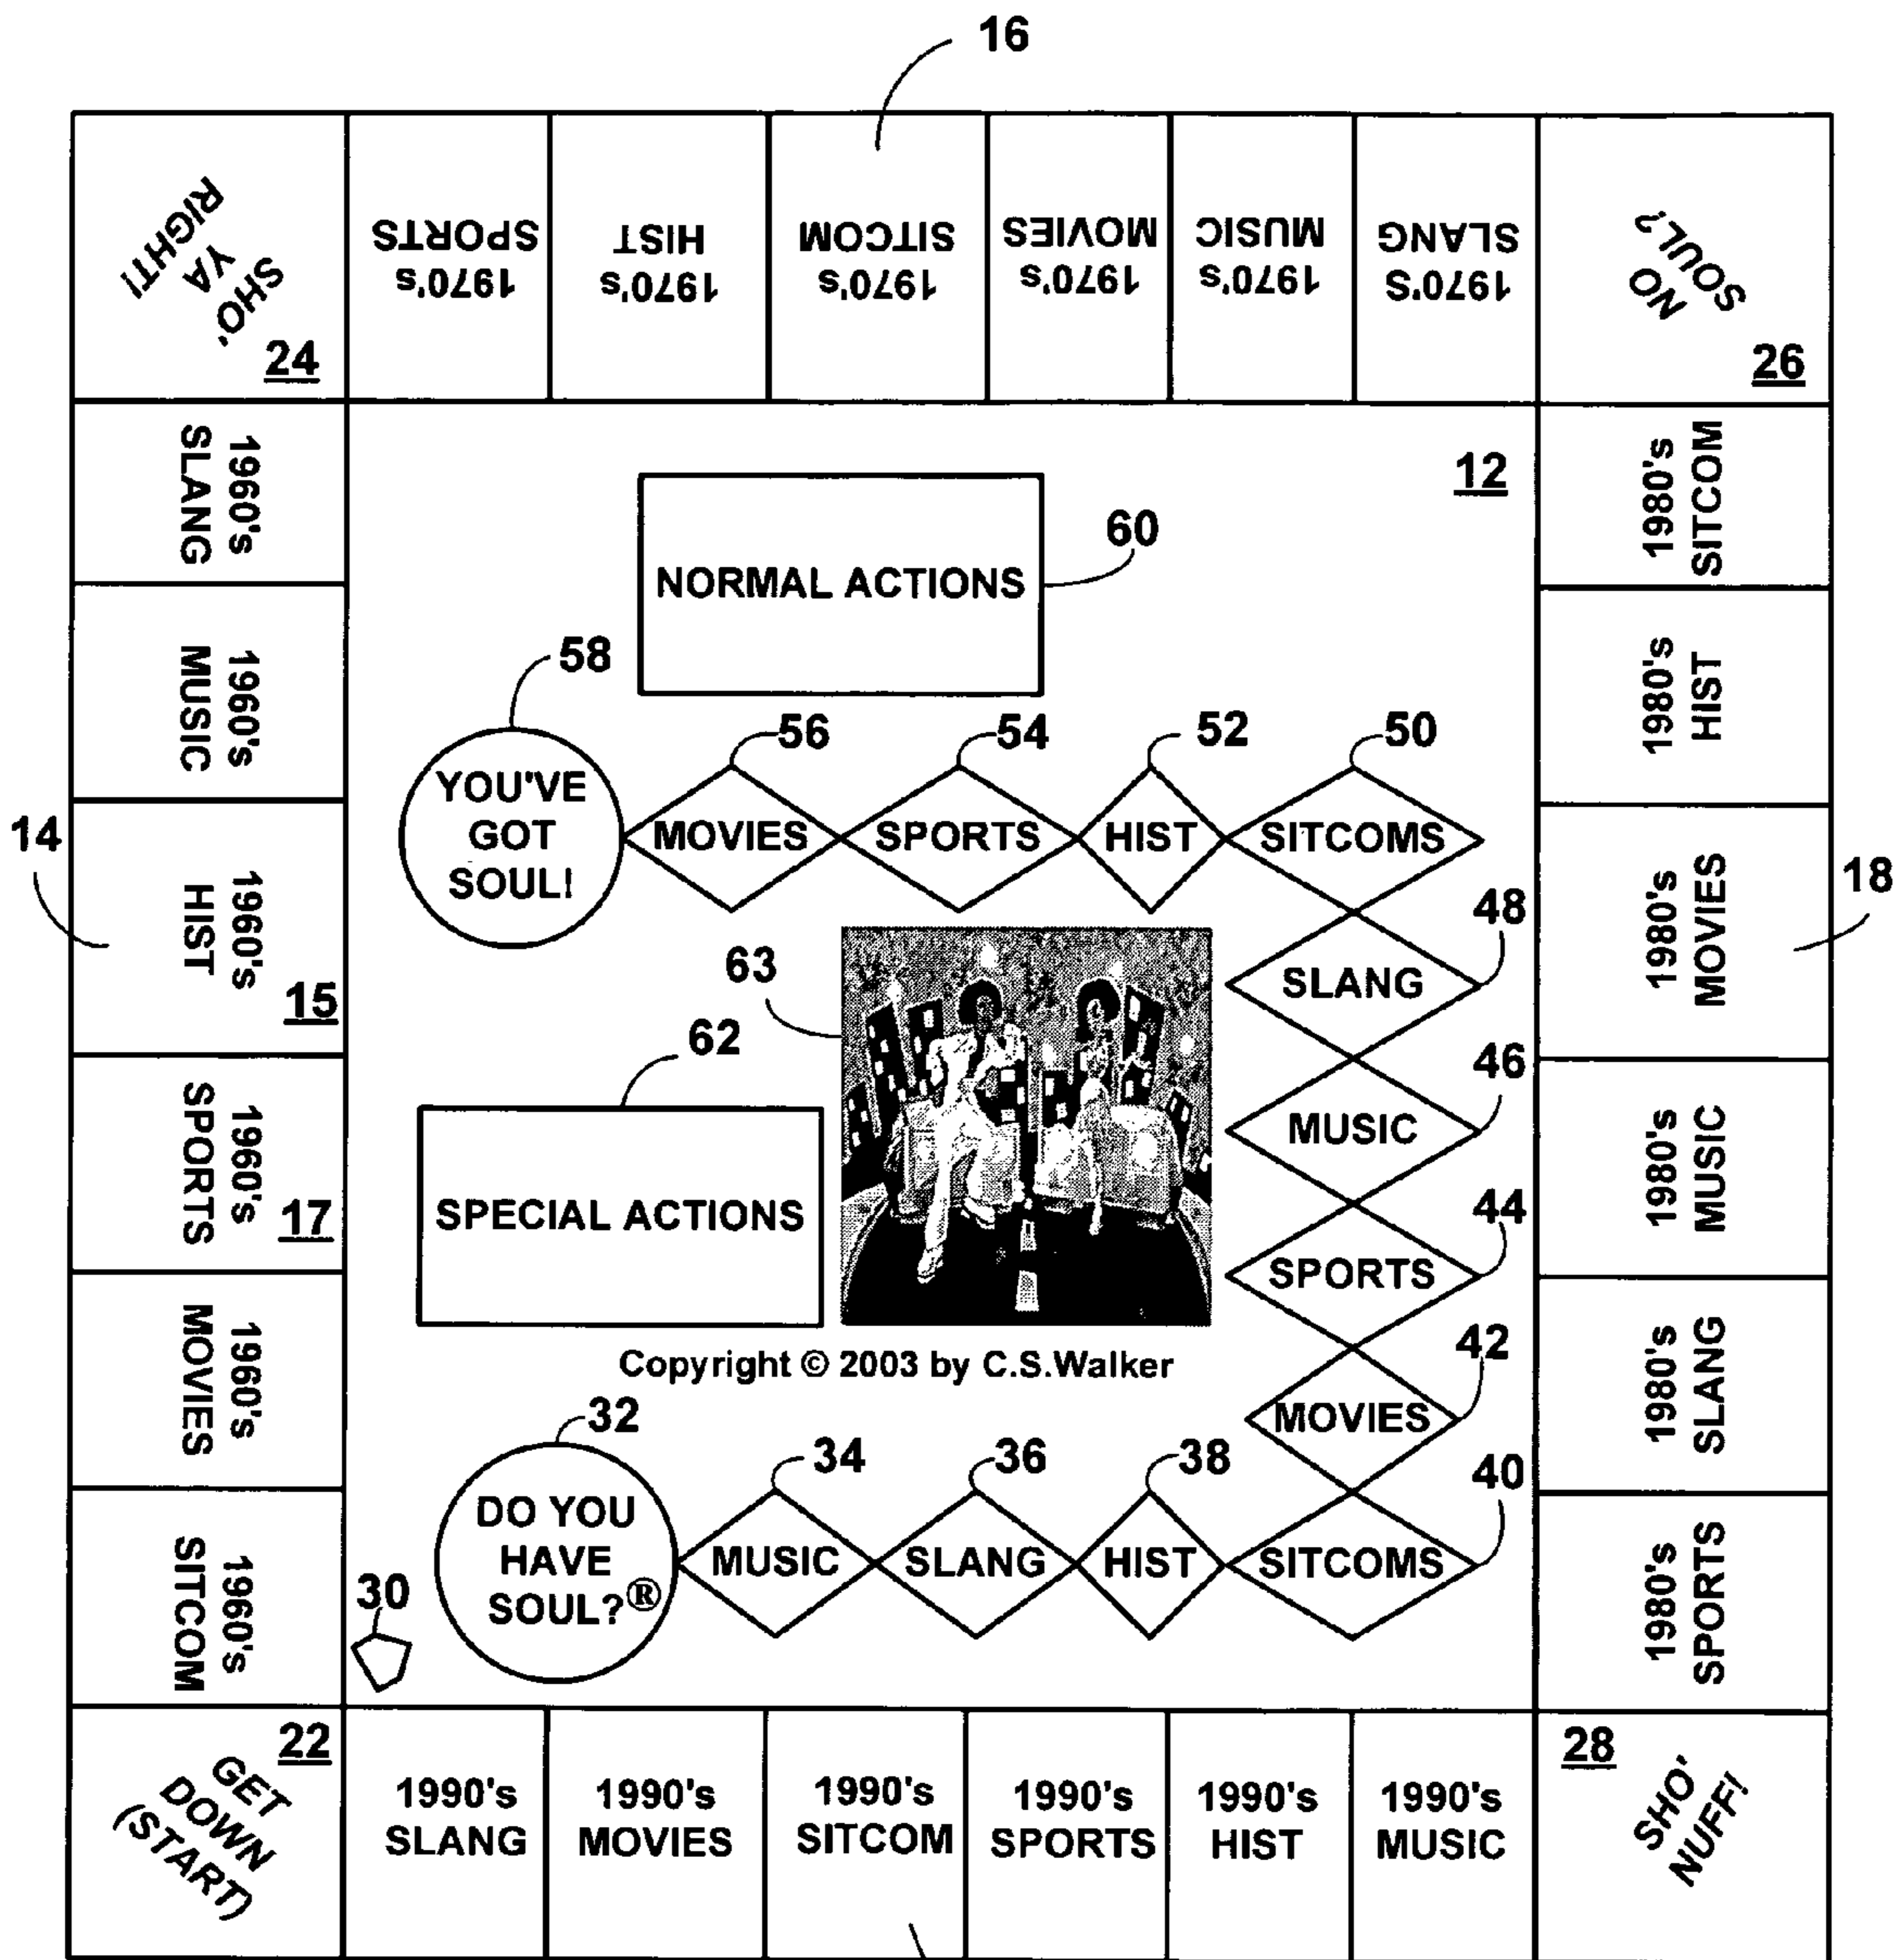 16
SHO'
YA
RIGHT!
24
1970's
SPORTS
1970's
HIST
1970's
SITCOM
1970's
MOVIES
1970's
MUSIC
1970'S
SLANG
NO
SOUL?
26
1960's
SLANG
1960's
MUSIC
14
1960's
HIST
15
1960's
SPORTS
17
1960's
MOVIES
1960's
SITCOM
12
NORMAL ACTIONS
60
58
YOU'VE
GOT
SOUL!
56
MOVIES
54
SPORTS
52
HIST
50
SITCOMS
48
SLANG
63
62
SPECIAL ACTIONS
46
MUSIC
44
SPORTS
Copyright © 2003 by C.S.Walker
42
MOVIES
32
DO YOU
HAVE
SOUL?®
34
MUSIC
36
SLANG
38
HIST
40
SITCOMS
30
1980's
SITCOM
1980's
HIST
1980's
MOVIES
18
1980's
MUSIC
1980's
SLANG
1980's
SPORTS
22
GET
DOWN
(START)
1990's
SLANG
1990's
MOVIES
1990's
SITCOM
1990's
SPORTS
1990's
HIST
1990's
MUSIC
28
SHO'
NUFF!